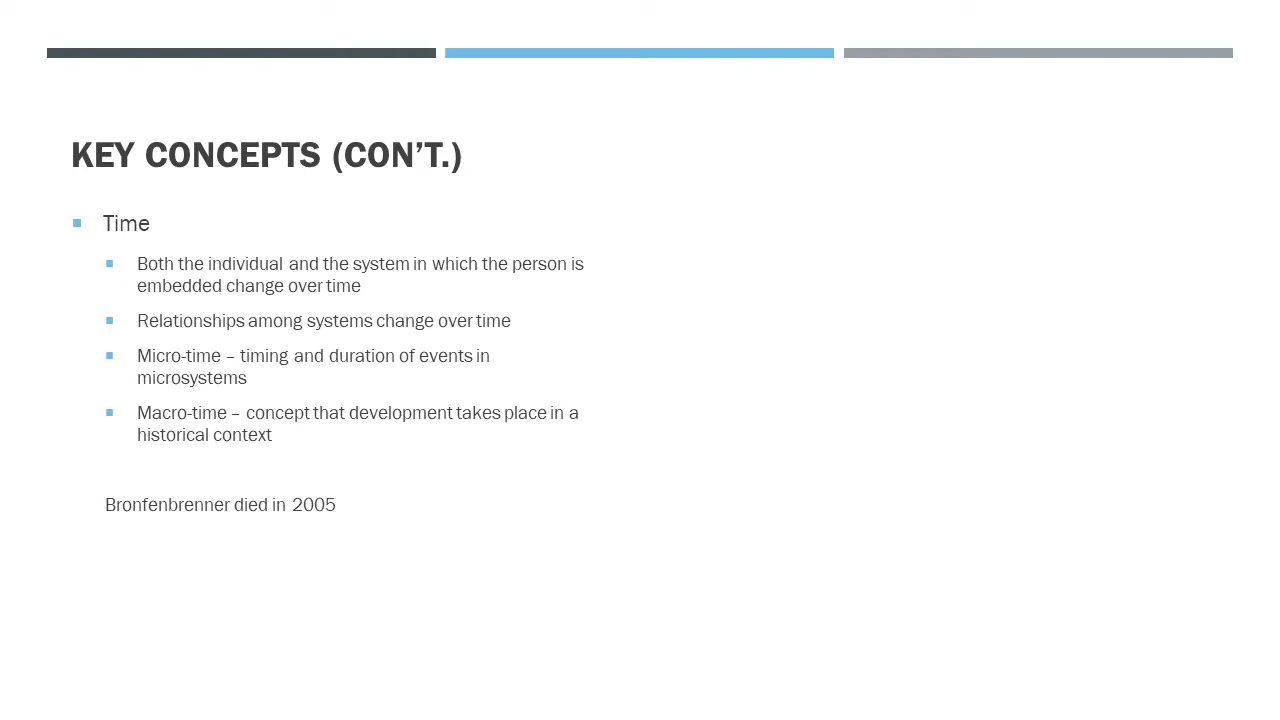 KEY CONCEPTS (CON’T.)
Time
Both the individual and the system in which the person is
embedded change over time
Relationships among systems change over time
Micro-time – timing and duration of events in
microsystems
Macro-time – concept that development takes place in a
historical context
Bronfenbrenner died in 2005